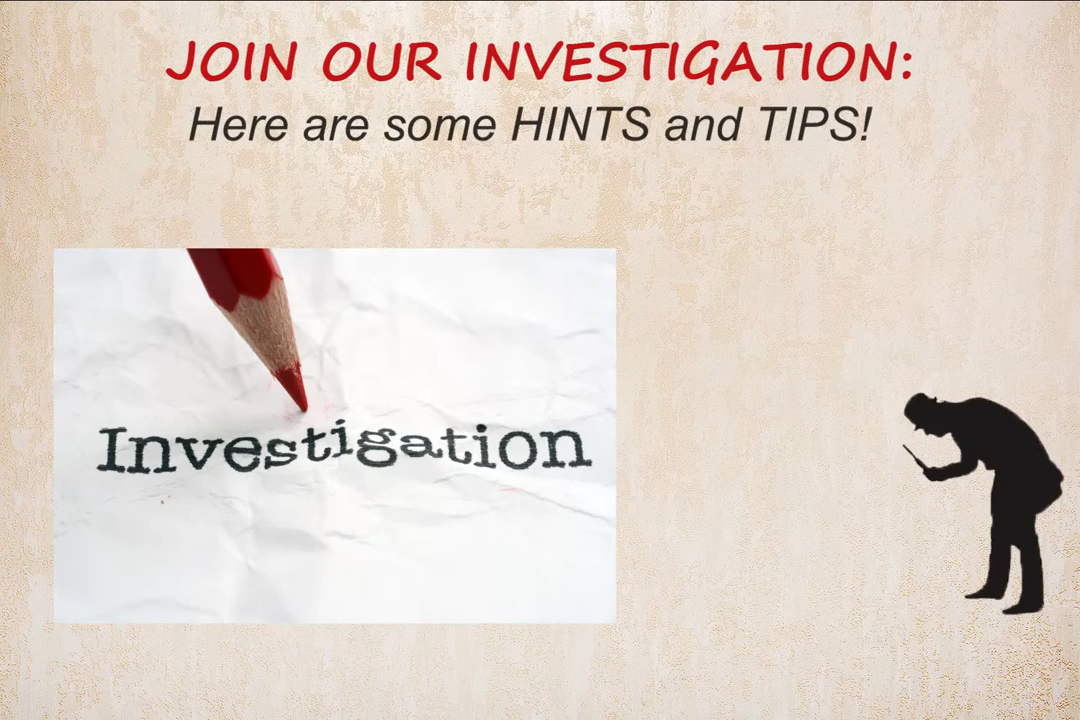 JOIN OUR INVESTIGATION:
Here are some HINTS and TIPS!
Investigation